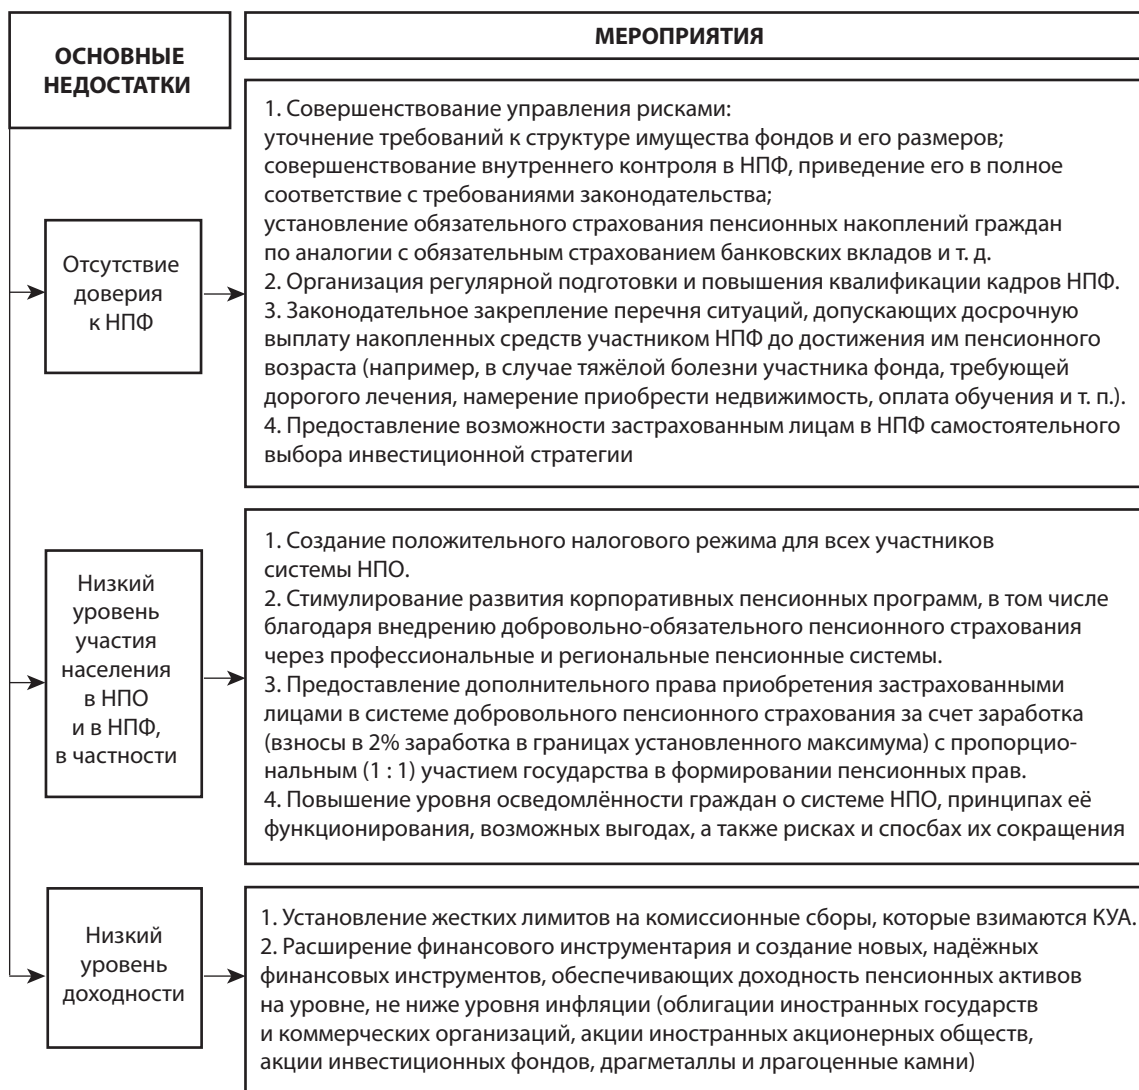 ОСНОВНЫЕ
НЕДОСТАТКИ
МЕРОПРИЯТИЯ
Отсутствие
доверия
к НПФ
1. Совершенствование управления рисками:
уточнение требований к структуре имущества фондов и его размеров;
совершенствование внутреннего контроля в НПФ, приведение его в полное
соответствие с требованиями законодательства;
установление обязательного страхования пенсионных накоплений граждан
по аналогии с обязательным страхованием банковских вкладов и т. д.
2. Организация регулярной подготовки и повышения квалификации кадров НПФ.
3. Законодательное закрепление перечня ситуаций, допускающих досрочную
выплату накопленных средств участником НПФ до достижения им пенсионного
возраста (например, в случае тяжёлой болезни участника фонда, требующей
дорогого лечения, намерение приобрести недвижимость, оплата обучения и т. п.).
4. Предоставление возможности застрахованным лицам в НПФ самостоятельного
выбора инвестиционной стратегии
Низкий
уровень
участия
населения
в НПО
и в НПФ,
в частности
1. Создание положительного налогового режима для всех участников
системы НПО.
2. Стимулирование развития корпоративных пенсионных программ, в том числе
благодаря внедрению добровольно-обязательного пенсионного страхования
через профессиональные и региональные пенсионные системы.
3. Предоставление дополнительного права приобретения застрахованными
лицами в системе добровольного пенсионного страхования за счет заработка
(взносы в 2% заработка в границах установленного максимума) с пропорцио-
нальным (1 : 1) участием государства в формировании пенсионных прав.
4. Повышение уровня осведомлённости граждан о системе НПО, принципах её
функционирования, возможных выгодах, а также рисках и спосбах их сокращения
Низкий
уровень
доходности
1. Установление жестких лимитов на комиссионные сборы, которые взимаются КУА.
2. Расширение финансового инструментария и создание новых, надёжных
финансовых инструментов, обеспечивающих доходность пенсионных активов
на уровне, не ниже уровня инфляции (облигации иностранных государств
и коммерческих организаций, акции иностранных акционерных обществ,
акции инвестиционных фондов, драгметаллы и лрагоценные камни)